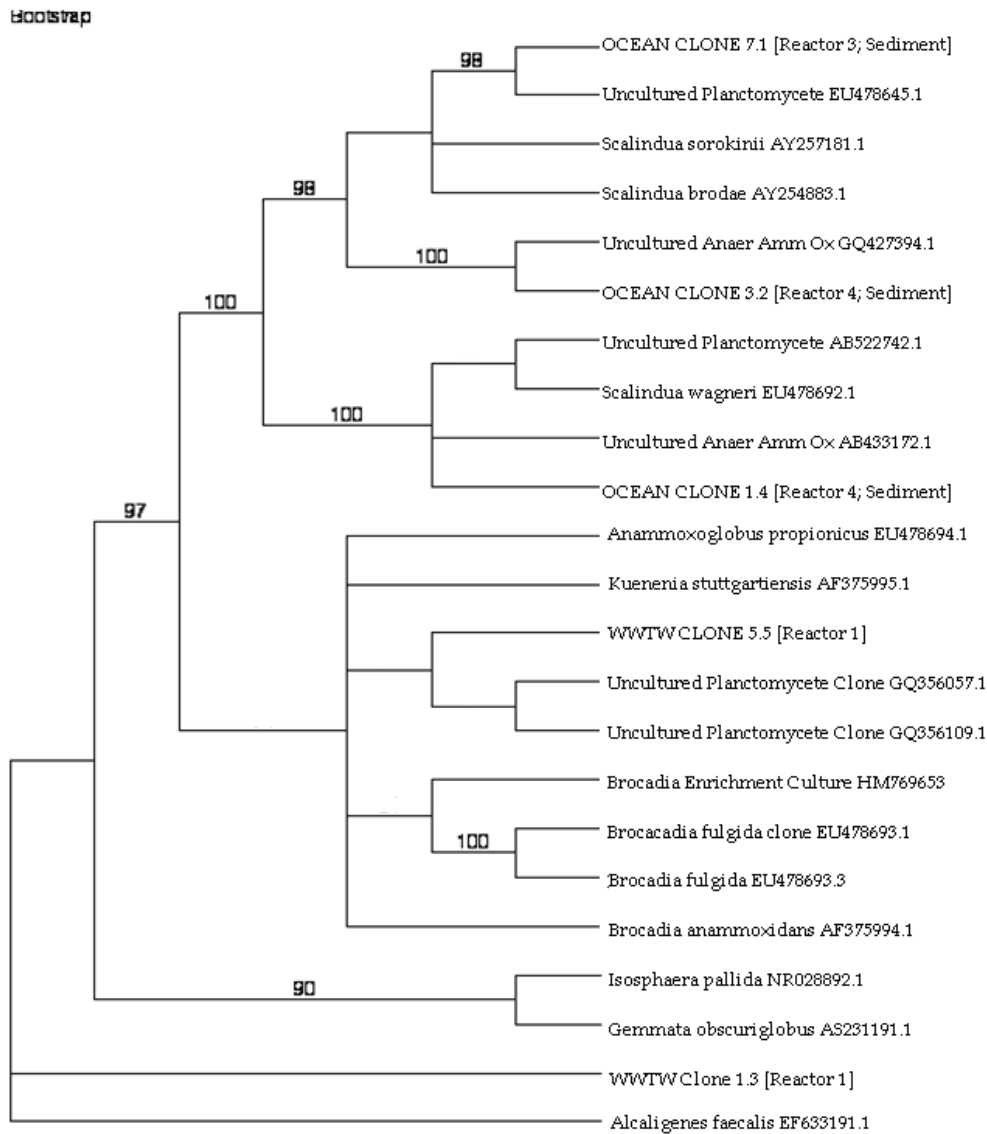 Bootstrap
OCEAN CLONE 7.1 [Reactor 3; Sediment]
98
Uncultured Planctomycete EU478645.1
Scalindua sorokinii AY257181.1
98
Scalindua brodae AY254883.1
Uncultured Anaer Amm Ox GQ427394.1
100
OCEAN CLONE 3.2 [Reactor 4; Sediment]
100
Uncultured Planctomycete AB522742.1
Scalindua wagneri EU478692.1
100
Uncultured Anaer Amm Ox AB433172.1
OCEAN CLONE 1.4 [Reactor 4; Sediment]
97
Anammoxoglobus propionicus EU478694.1
Kuenenia stuttgartiensis AF375995.1
WWTW CLONE 5.5 [Reactor 1]
Uncultured Planctomycete Clone GQ356057.1
Uncultured Planctomycete Clone GQ356109.1
Brocadia Enrichment Culture HM769653
Brocacadia fulgida clone EU478693.1
100
Brocadia fulgida EU478693.3
Brocadia anammoxidans AF375994.1
Isosphaera pallida NR028892.1
90
Gemmata obscuriglobus AS231191.1
WWTW Clone 1.3 [Reactor 1]
Alcaligenes faecalis EF633191.1